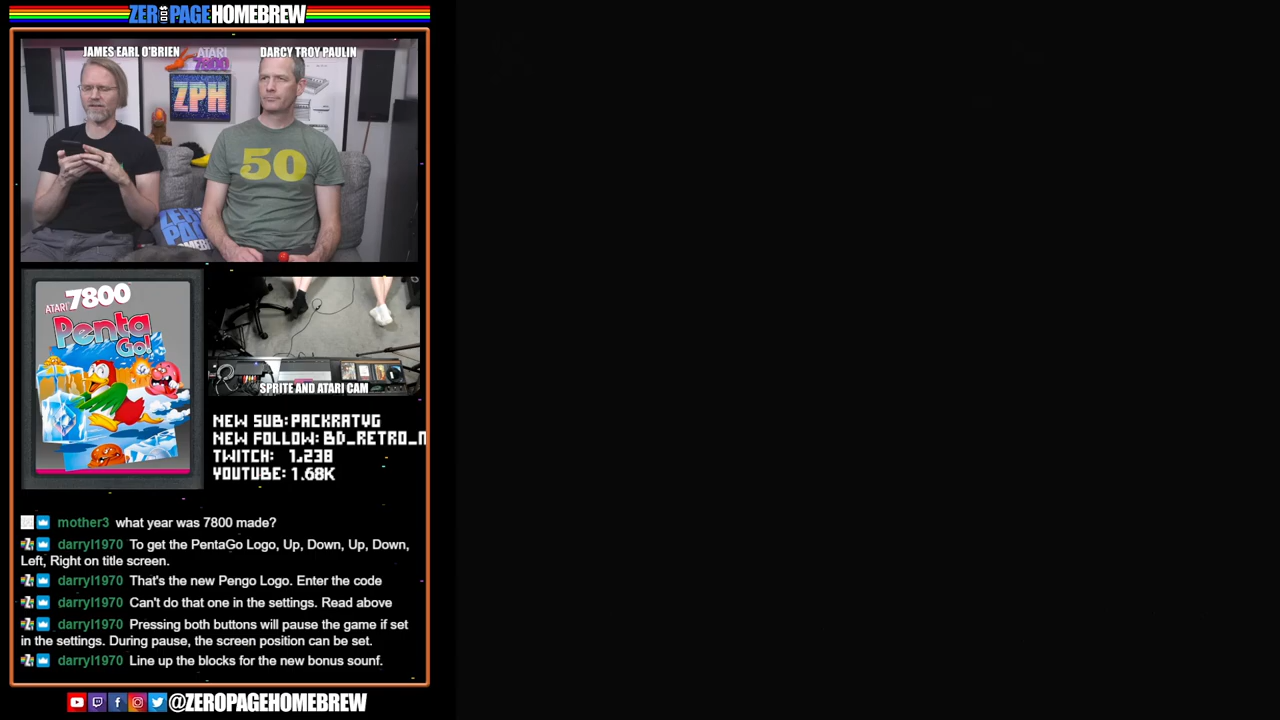 ZEROPAGE HOMEBREW
JAMES EARL O'BRIEN
DARCY TROY PAULIN
ATARI
7800
ZPH
50
ZERO
PAGE
ATARI 7800
Penta
Go!
SPRITE AND ATARI CAM
NEW SUB: PACKRATVG
NEW FOLLOW: BD_RETRO_
TWITCH: 1,238
YOUTUBE: 1.68K
mother3 what year was 7800 made?
darryl1970 To get the PentaGo Logo, Up, Down, Up, Down,
Left, Right on title screen.
darryl1970 That's the new Pengo Logo. Enter the code
darryl1970 Can't do that one in the settings. Read above
darryl1970 Pressing both buttons will pause the game if set
in the settings. During pause, the screen position can be set.
darryl1970 Line up the blocks for the new bonus sounf.
@ZEROPAGEHOMEBREW